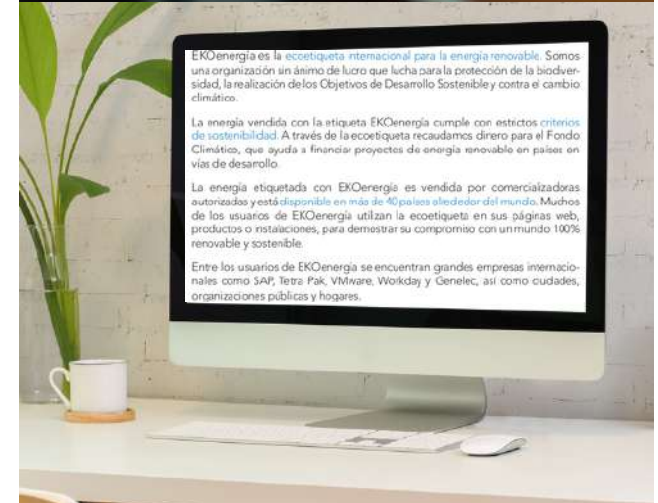 EKOenergía es la ecoetiqueta internacional para la energía renovable. Somos
una organización sin ánimo de lucro que lucha para la protección de la biodiver-
sidad, la realización de los Objetivos de Desarrollo Sostenible y contra el cambio
climático.
La energía vendida con la etiqueta EKOenergía cumple con estrictos criterios
de sostenibilidad. A través de la ecoetiqueta recaudamos dinero para el Fondo
Climático, que ayuda a financiar proyectos de energía renovable en países en
vías de desarrollo.
La energía etiquetada con EKOenergía es vendida por comercializadoras
autorizadas y está disponible en más de 40 países alrededor del mundo. Muchos
de los usuarios de EKOenergía utilizan la ecoetiqueta en sus páginas web,
productos o instalaciones, para demostrar su compromiso con un mundo 100%
renovable y sostenible.
Entre los usuarios de EKOenergía se encuentran grandes empresas internacio-
nales como SAP, Tetra Pak, VMware, Workday y Genelec, así como ciudades,
organizaciones públicas y hogares.